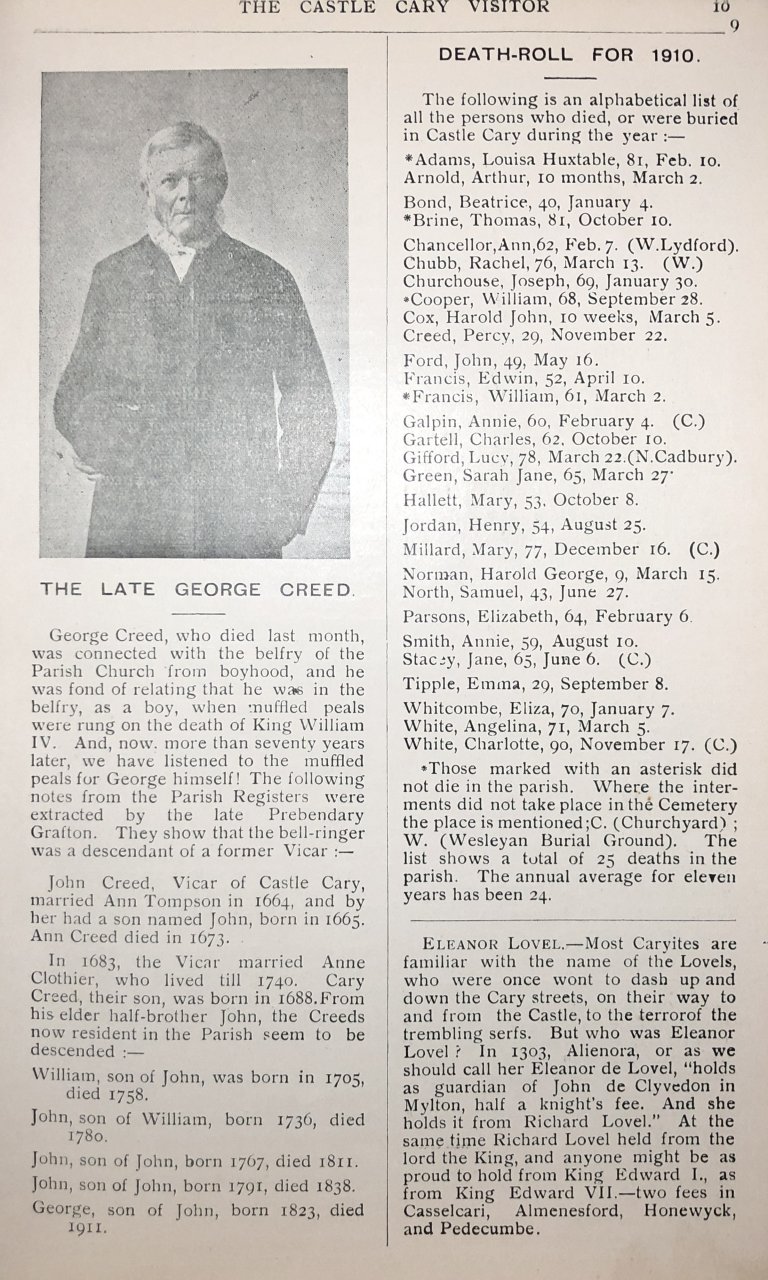 THE CASTLE CARY VISITOR
10
9
THE LATE GEORGE CREED.
George Creed, who died last month,
was connected with the belfry of the
Parish Church from boyhood, and he
was fond of relating that he was in the
belfry, as a boy, when muffled peals
were rung on the death of King William
IV. And, now. more than seventy years
later, we have listened to the muffled
peals for George himself! The following
notes from the Parish Registers were
extracted by the late Prebendary
Grafton. They show that the bell-ringer
was a descendant of a former Vicar :—
John Creed, Vicar of Castle Cary,
married Ann Tompson in 1664, and by
her had a son named John, born in 1665.
Ann Creed died in 1673.
In 1683, the Vicar married Anne
Clothier, who lived till 1740. Cary
Creed, their son, was born in 1688.From
his elder half-brother John, the Creeds
now resident in the Parish seem to be
descended :—
William, son of John, was born in 1705,
died 1758.
John, son of William, born 1736, died
1780.
John, son of John, born 1767, died 1811.
John, son of John, born 1791, died 1838.
George, son of John, born 1823, died
1911.
DEATH-ROLL FOR 1910.
The following is an alphabetical list of
all the persons who died, or were buried
in Castle Cary during the year :—
*Adams, Louisa Huxtable, 81, Feb. 10.
Arnold, Arthur, 10 months, March 2.
Bond, Beatrice, 40, January 4.
*Brine, Thomas, 81, October 10.
Chancellor,Ann,62, Feb. 7. (W.Lydford).
Chubb, Rachel, 76, March 13. (W.)
Churchouse, Joseph, 69, January 30.
*Cooper, William, 68, September 28.
Cox, Harold John, 10 weeks, March 5.
Creed, Percy, 29, November 22.
Ford, John, 49, May 16.
Francis, Edwin, 52, April 10.
*Francis, William, 61, March 2.
Galpin, Annie, 60, February 4. (C.)
Gartell, Charles, 62, October 10.
Gifford, Lucy, 78, March 22.(N.Cadbury).
Green, Sarah Jane, 65, March 27·
Hallett, Mary, 53. October 8.
Jordan, Henry, 54, August 25.
Millard, Mary, 77, December 16. (C.)
Norman, Harold George, 9, March 15.
North, Samuel, 43, June 27.
Parsons, Elizabeth, 64, February 6.
Smith, Annie, 59, August 10.
Stacey, Jane, 65, June 6. (C.)
Tipple, Emma, 29, September 8.
Whitcombe, Eliza, 70, January 7.
White, Angelina, 71, March 5.
White, Charlotte, 90, November 17. (C.)
*Those marked with an asterisk did
not die in the parish. Where the inter-
ments did not take place in the Cemetery
the place is mentioned;C. (Churchyard) ;
W. (Wesleyan Burial Ground). The
list shows a total of 25 deaths in the
parish. The annual average for eleven
years has been 24.
ELEANOR LOVEL.—Most Caryites are
familiar with the name of the Lovels,
who were once wont to dash up and
down the Cary streets, on their way to
and from the Castle, to the terrorof the
trembling serfs. But who was Eleanor
Lovel ? In 1303, Alienora, or as we
should call her Eleanor de Lovel, "holds
as guardian of John de Clyvedon in
Mylton, half a knight's fee. And she
holds it from Richard Lovel." At the
same time Richard Lovel held from the
lord the King, and anyone might be as
proud to hold from King Edward I., as
from King Edward VII.—two fees in
Casselcari, Almenesford, Honewyck,
and Pedecumbe.